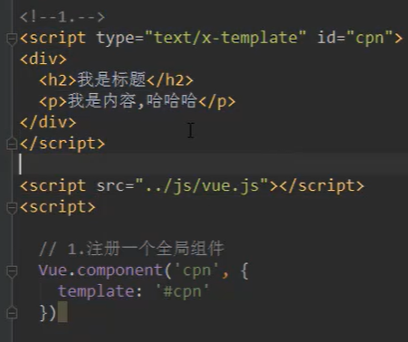 <!--1.-->
<script type="text/x-template" id="cpn">
<div>
  <h2>我是标题</h2>
  <p>我是内容,哈哈哈</p>
</div>
</script>
<script src="../js/vue.js"></script>
<script>
  // 1.注册一个全局组件
  Vue.component('cpn', {
    template: '#cpn'
  })